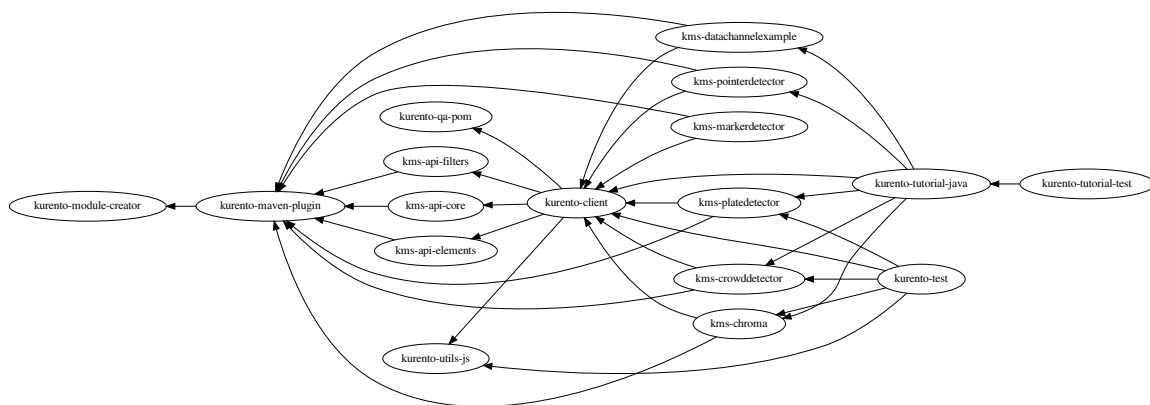 kms-datachannelexample
kms-pointerdetector
kurento-qa-pom
kms-markerdetector
kms-api-filters
kurento-tutorial-java
kurento-tutorial-test
kurento-module-creator
kurento-maven-plugin
kms-api-core
kurento-client
kms-platedetector
kms-api-elements
kms-crowddetector
kurento-test
kms-chroma
kurento-utils-js